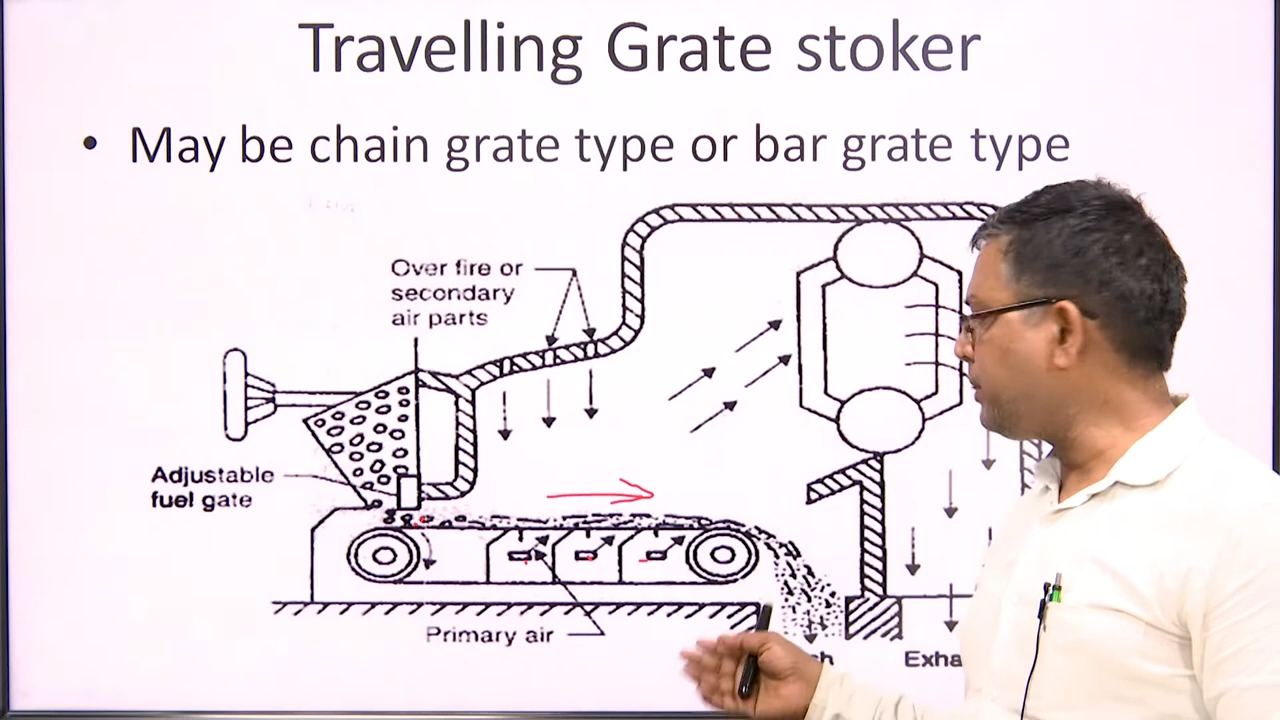 Travelling Grate stoker
• May be chain grate type or bar grate type
Over fire or
secondary
air parts
Adjustable
fuel gate
Primary air